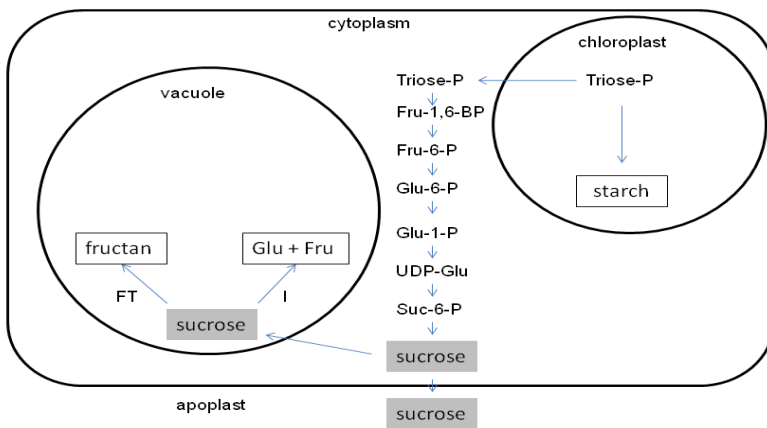 cytoplasm
chloroplast
vacuole
Triose-P
Triose-P
Fru-1,6-BP
Fru-6-P
Glu-6-P
starch
Glu-1-P
fructan
Glu + Fru
UDP-Glu
FT
I
Suc-6-P
sucrose
sucrose
apoplast
sucrose